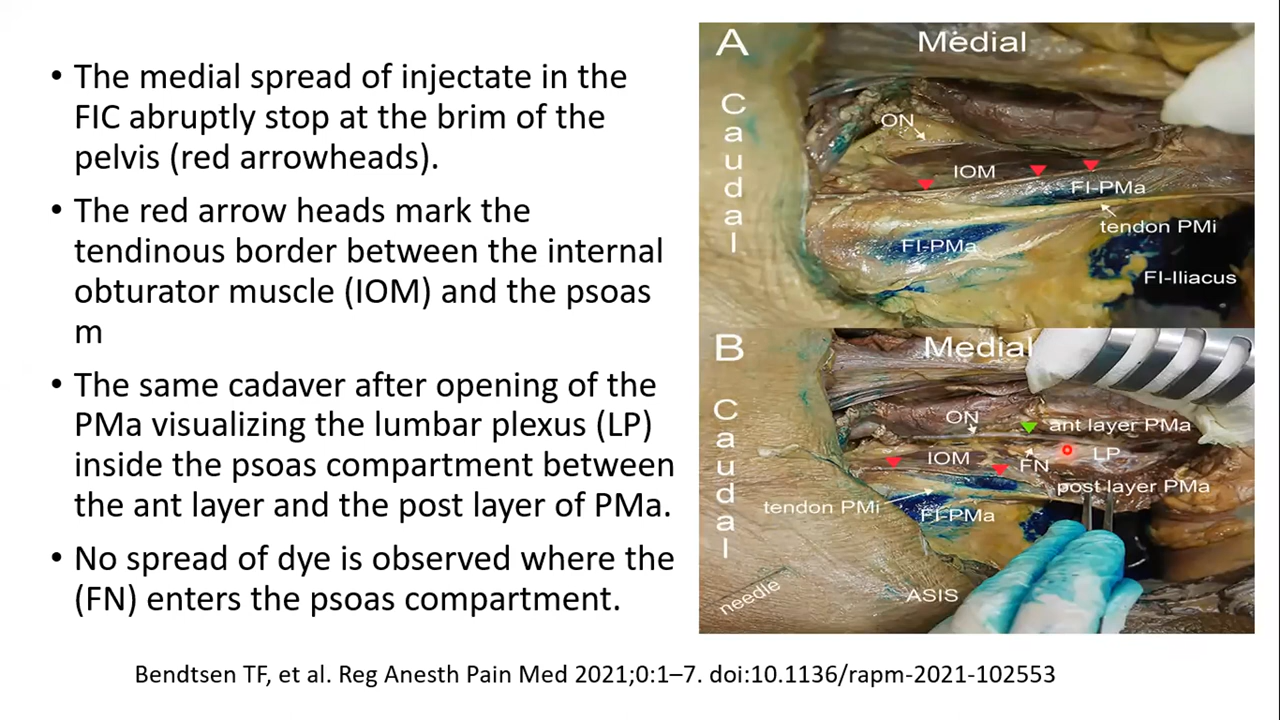 • The medial spread of injectate in the
FIC abruptly stop at the brim of the
pelvis (red arrowheads).
• The red arrow heads mark the
tendinous border between the internal
obturator muscle (IOM) and the psoas
m
• The same cadaver after opening of the
PMa visualizing the lumbar plexus (LP)
inside the psoas compartment between
the ant layer and the post layer of PMa.
• No spread of dye is observed where the
(FN) enters the psoas compartment.
A
Medial
Caudal
ON
IOM
FI-PMa
tendon PMi
FI-PMa
FI-Iliacus
B
Medial
Caudal
ON
ant layer PMa
IOM
FN
LP
post layer PMa
tendon PMi
FI-PMa
needle
ASIS
Bendtsen TF, et al. Reg Anesth Pain Med 2021;0:1–7. doi:10.1136/rapm-2021-102553